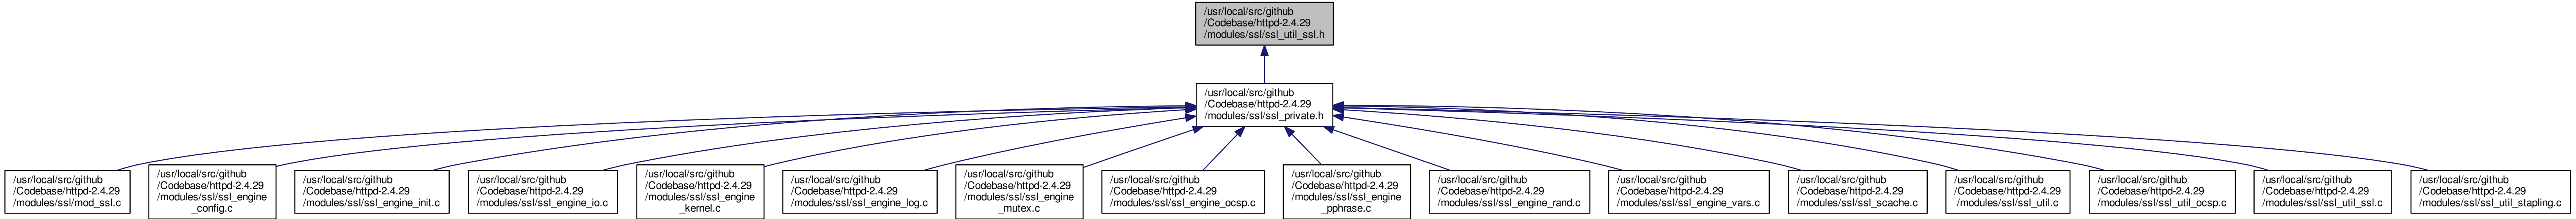 /usr/local/src/github
/Codebase/httpd-2.4.29
/modules/ssl/ssl_util_ssl.h
/usr/local/src/github
/Codebase/httpd-2.4.29
/modules/ssl/ssl_private.h
/usr/local/src/github
/Codebase/httpd-2.4.29
/modules/ssl/mod_ssl.c
/usr/local/src/github
/Codebase/httpd-2.4.29
/modules/ssl/ssl_engine
_config.c
/usr/local/src/github
/Codebase/httpd-2.4.29
/modules/ssl/ssl_engine_init.c
/usr/local/src/github
/Codebase/httpd-2.4.29
/modules/ssl/ssl_engine_io.c
/usr/local/src/github
/Codebase/httpd-2.4.29
/modules/ssl/ssl_engine
_kernel.c
/usr/local/src/github
/Codebase/httpd-2.4.29
/modules/ssl/ssl_engine_log.c
/usr/local/src/github
/Codebase/httpd-2.4.29
/modules/ssl/ssl_engine
_mutex.c
/usr/local/src/github
/Codebase/httpd-2.4.29
/modules/ssl/ssl_engine_ocsp.c
/usr/local/src/github
/Codebase/httpd-2.4.29
/modules/ssl/ssl_engine
_pphrase.c
/usr/local/src/github
/Codebase/httpd-2.4.29
/modules/ssl/ssl_engine_rand.c
/usr/local/src/github
/Codebase/httpd-2.4.29
/modules/ssl/ssl_engine_vars.c
/usr/local/src/github
/Codebase/httpd-2.4.29
/modules/ssl/ssl_scache.c
/usr/local/src/github
/Codebase/httpd-2.4.29
/modules/ssl/ssl_util.c
/usr/local/src/github
/Codebase/httpd-2.4.29
/modules/ssl/ssl_util_ocsp.c
/usr/local/src/github
/Codebase/httpd-2.4.29
/modules/ssl/ssl_util_ssl.c
/usr/local/src/github
/Codebase/httpd-2.4.29
/modules/ssl/ssl_util_stapling.c